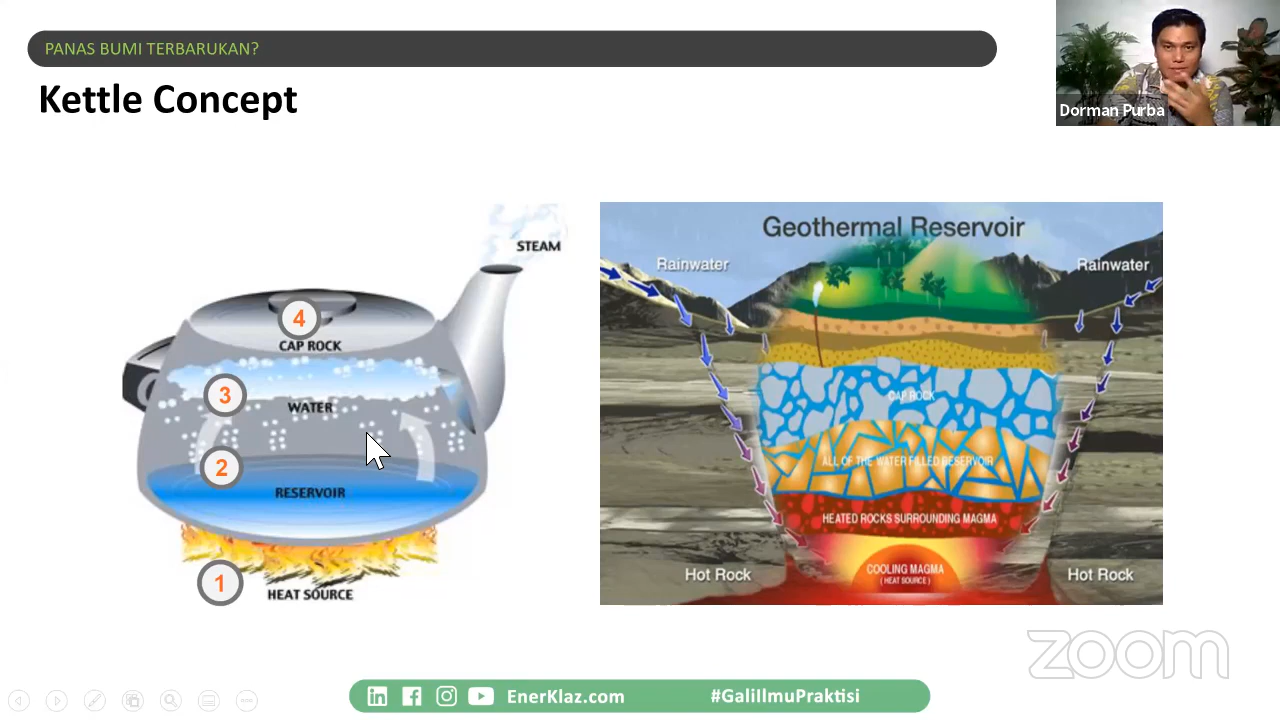 PANAS BUMI TERBARUKAN?
Kettle Concept
Dorman Purba
STEAM
4
CAP ROCK
3
WATER
2
RESERVOIR
1
HEAT SOURCE
Geothermal Reservoir
Rainwater
Rainwater
CAP ROCK
ALL OF THE WATER FILLED RESERVOIR
HEATED ROCKS SURROUNDING MAGMA
COOLING MAGMA
( HEAT SOURCE )
Hot Rock
Hot Rock
zoom
EnerKlaz.com
#GaliIlmuPraktisi